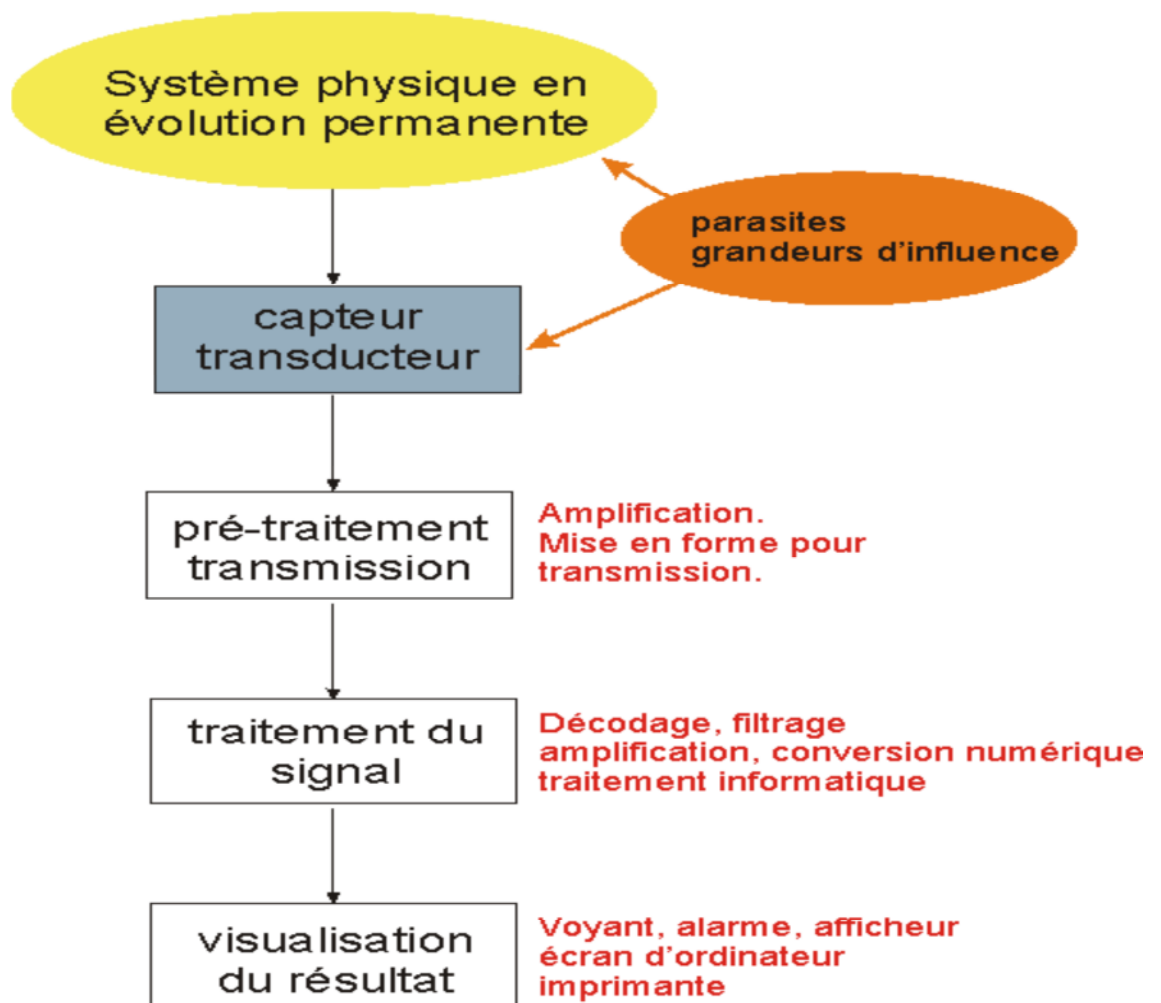 Système physique en
évolution permanente
parasites
grandeurs d'influence
capteur
transducteur
pré-traitement
transmission
Amplification.
Mise en forme pour
transmission.
traitement du
signal
Décodage, filtrage
amplification, conversion numérique
traitement informatique
visualisation
du résultat
Voyant, alarme, afficheur
écran d'ordinateur
imprimante